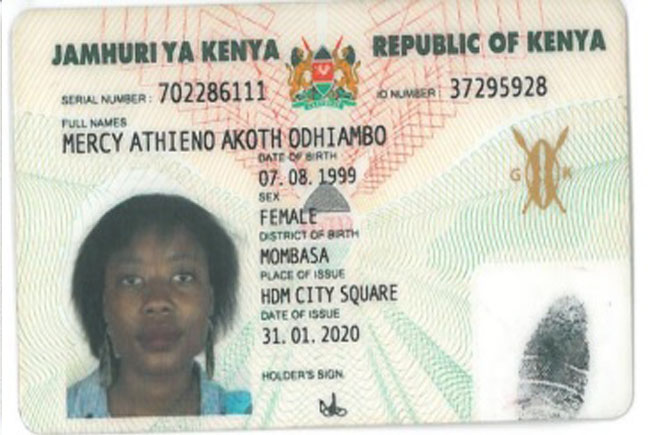 JAMHURI YA KENYA REPUBLIC OF KENYA
SERIAL NUMBER: 702286111 ID NUMBER: 37295928
FULL NAMES
MERCY ATHIENO AKOTH ODHIAMBO
DATE OF BIRTH
07. 08. 1999
SEX
FEMALE
G K
DISTRICT OF BIRTH
MOMBASA
PLACE OF ISSUE
HDM CITY SQUARE
DATE OF ISSUE
31. 01. 2020
HOLDER'S SIGN.